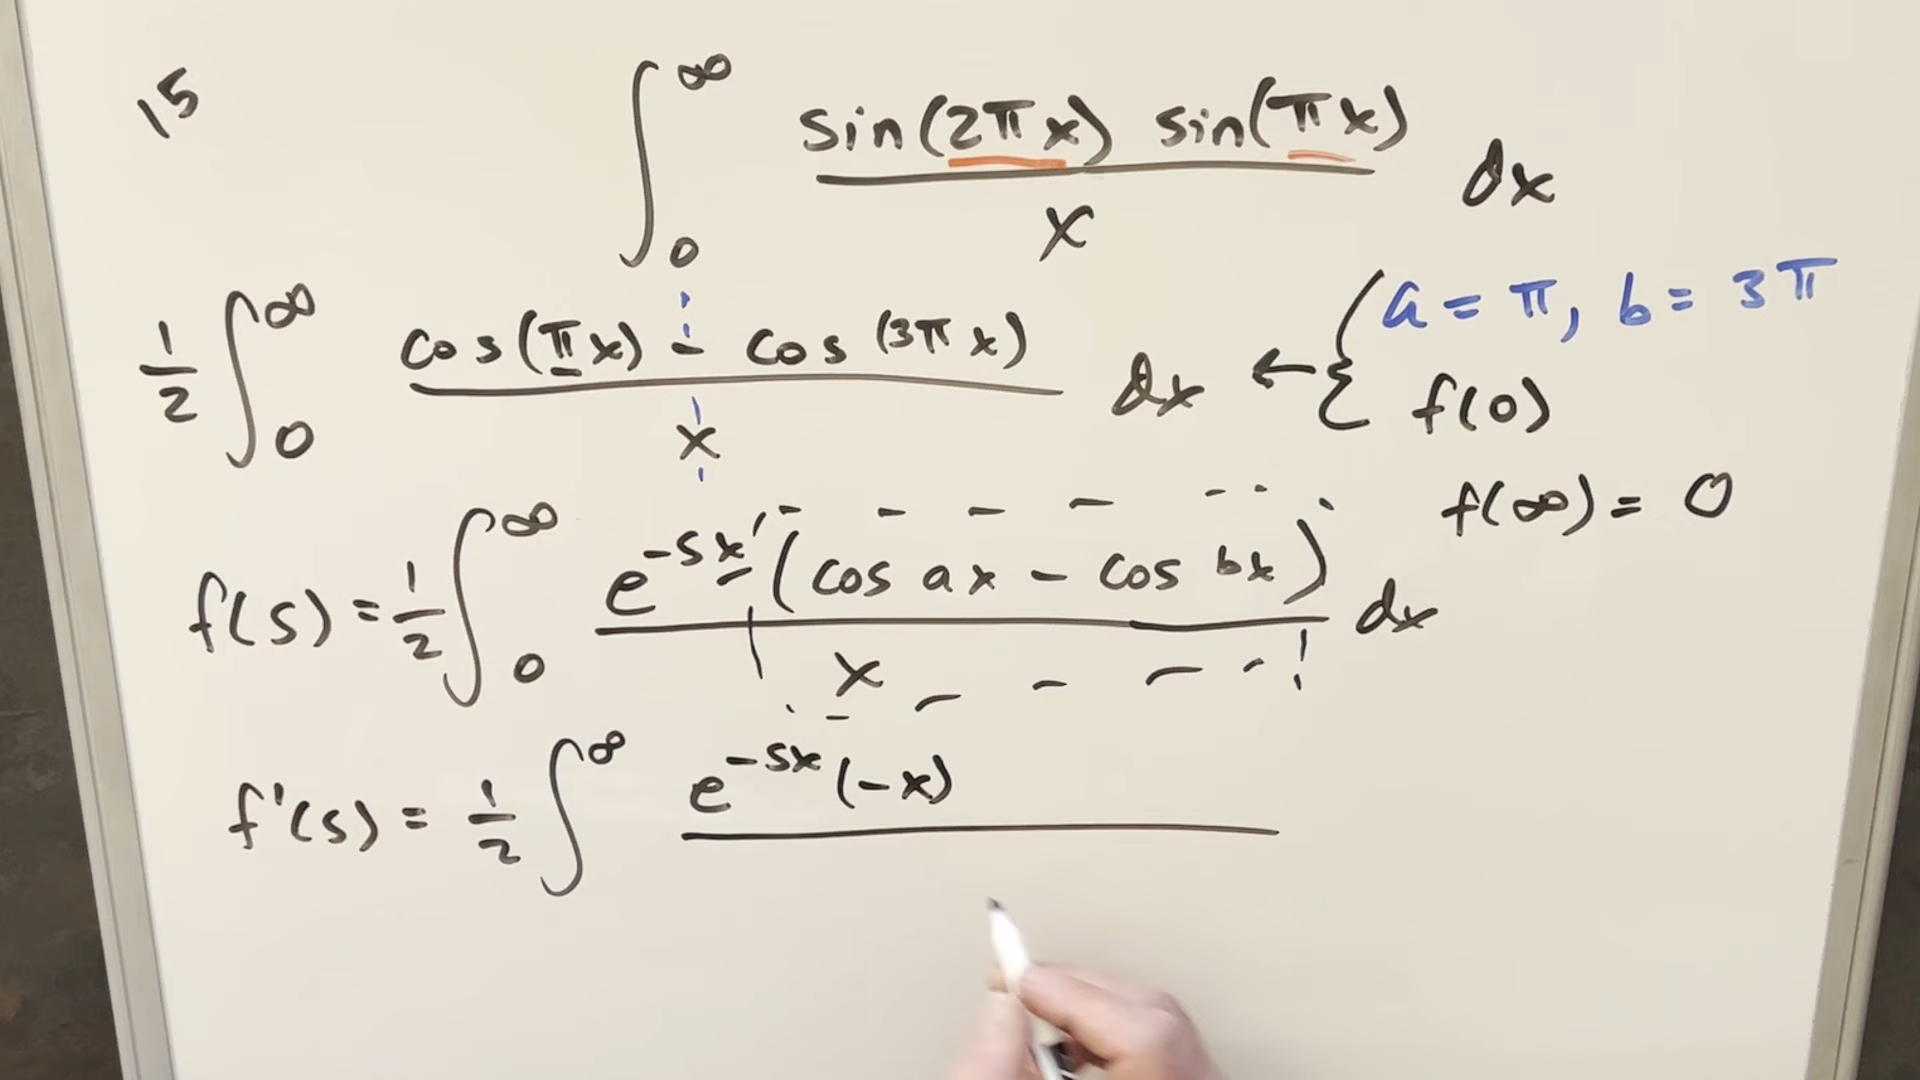 15
∫₀^∞ sin(2πx) sin(πx) / x dx
1/2 ∫₀^∞ cos(πx) - cos(3πx) / x dx ← { a = π, b = 3π
f(0)
f(∞) = 0
f(s) = 1/2 ∫₀^∞ e^(-sx) (cos ax - cos bx) / x dx
f'(s) = 1/2 ∫^∞ e^(-sx) (-x)